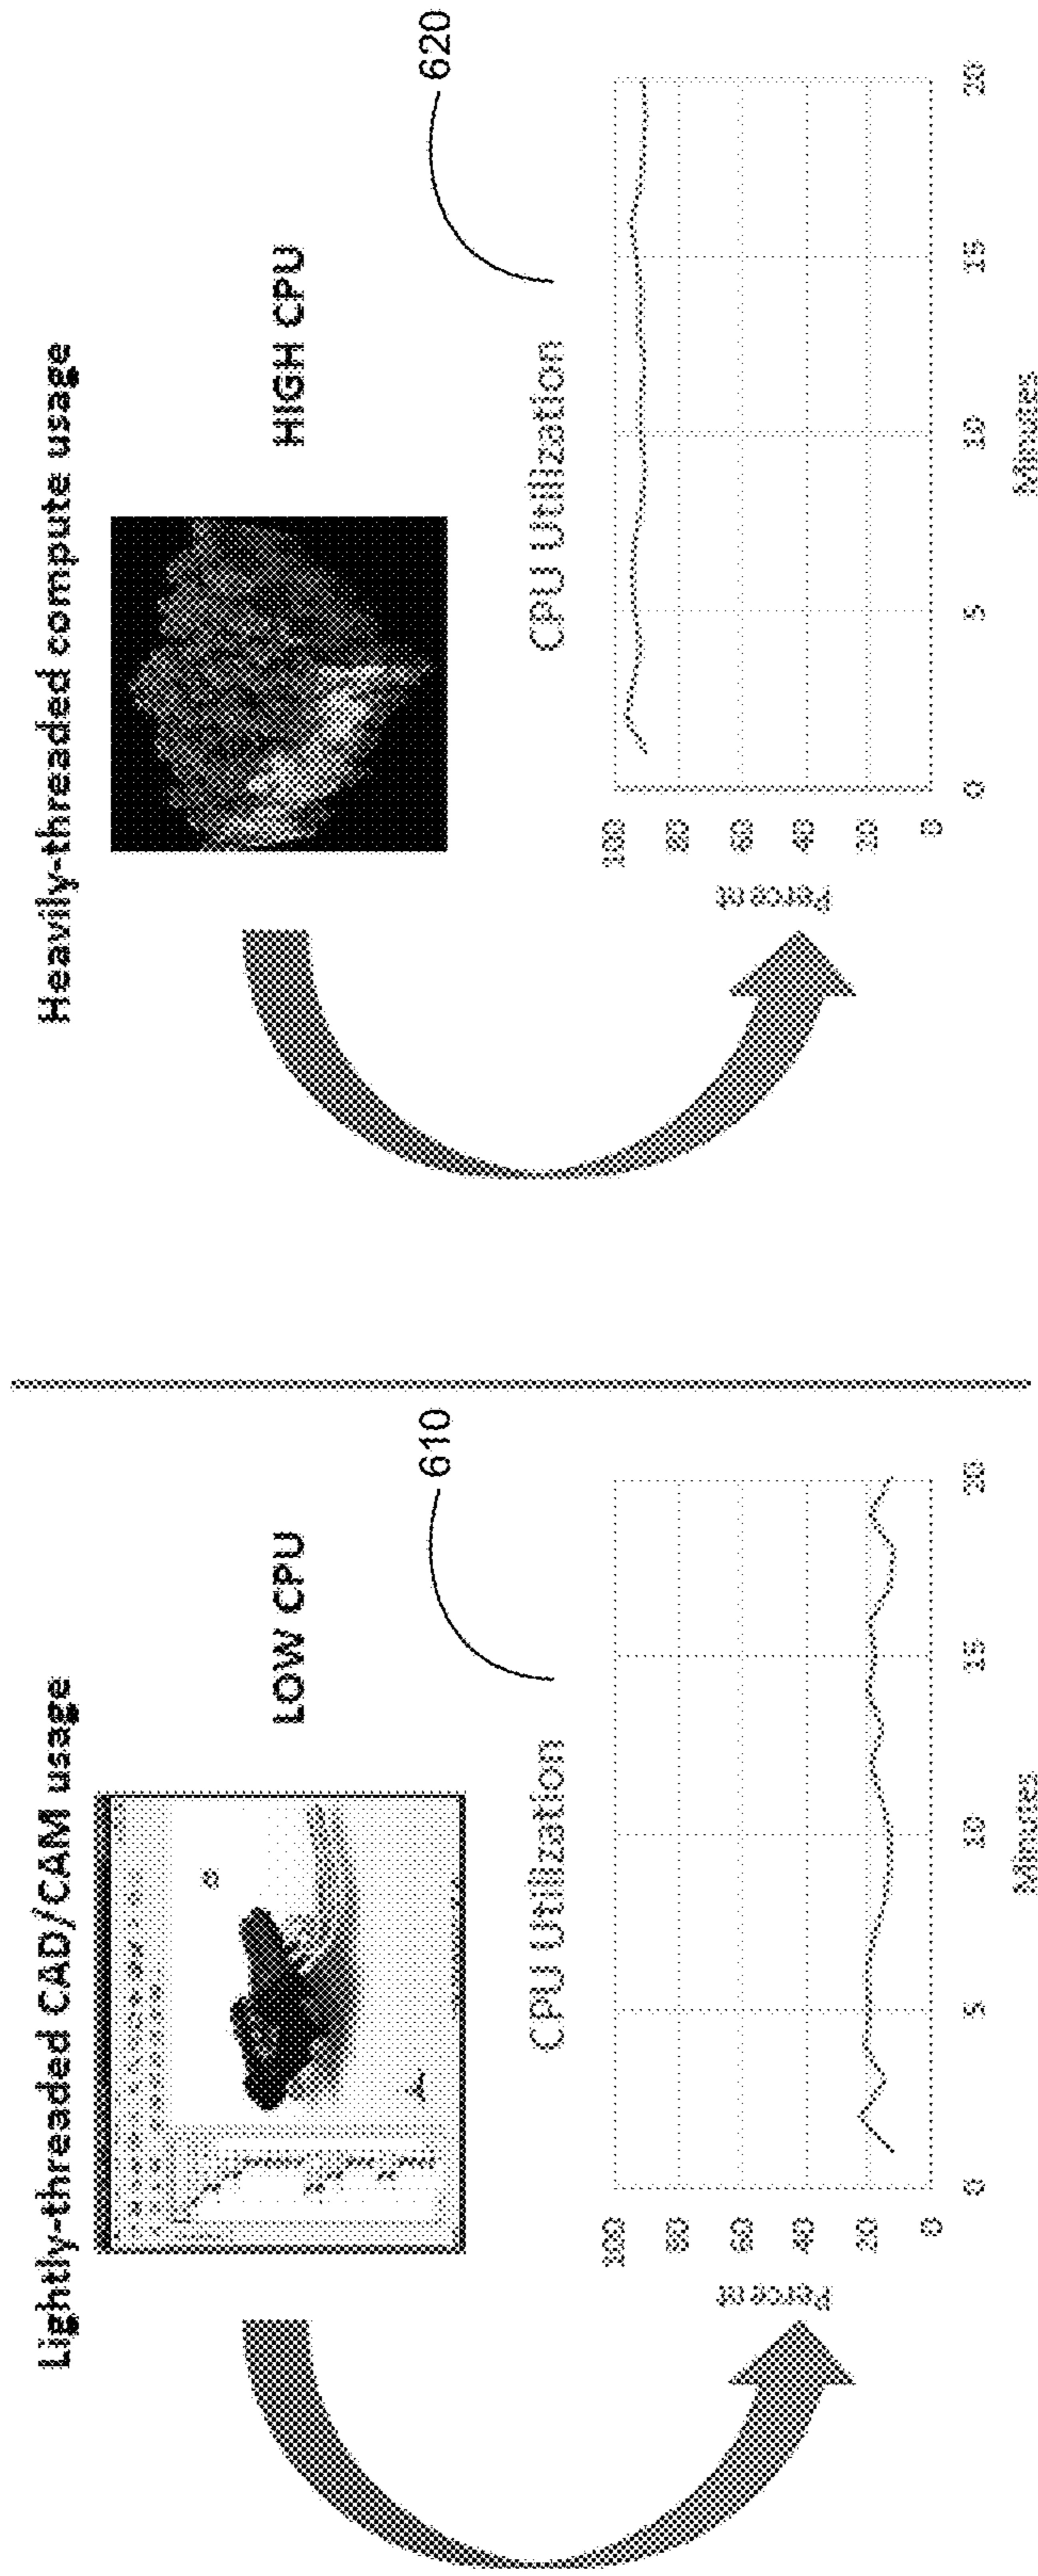 Lightly-threaded CAD/CAM usage
LOW CPU
610
CPU Utilization
Percent
100
80
60
40
20
0
0
5
10
15
20
Minutes
Heavily-threaded compute usage
HIGH CPU
620
CPU Utilization
Percent
100
80
60
40
20
0
0
5
10
15
20
Minutes